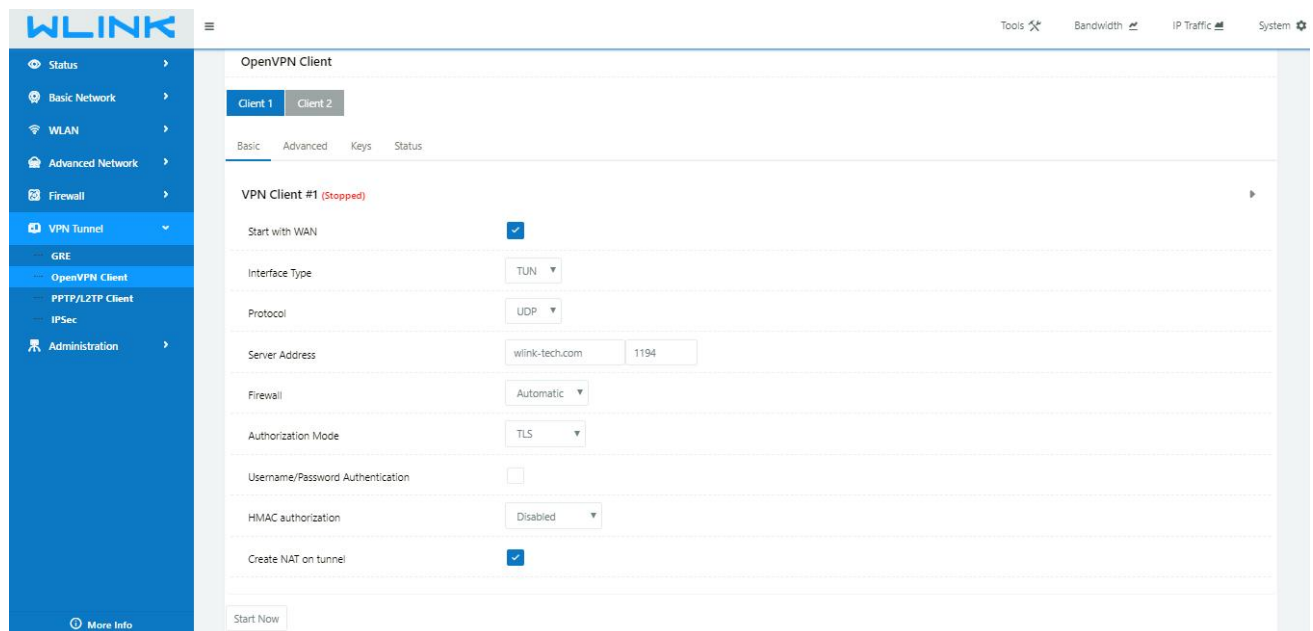 WLINK
Tools
Bandwidth
IP Traffic
System
Status
Basic Network
WLAN
Advanced Network
Firewall
VPN Tunnel
GRE
OpenVPN Client
PPTP/L2TP Client
IPSec
Administration
More Info
OpenVPN Client
Client 1 Client 2
Basic Advanced Keys Status
VPN Client #1 (Stopped)
Start with WAN
Interface Type TUN
Protocol UDP
Server Address wlink-tech.com 1194
Firewall Automatic
Authorization Mode TLS
Username/Password Authentication
HMAC authorization Disabled
Create NAT on tunnel
Start Now